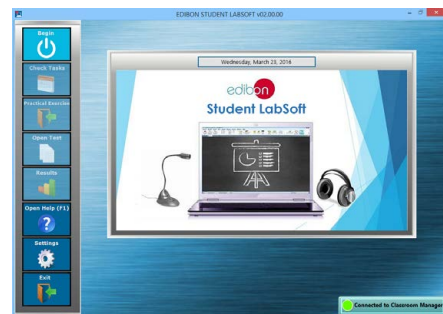 EDIBON STUDENT LABSOFT v02.00.00
Begin
Check Tasks
Practical Exercise
Open Test
Results
Open Help (F1)
Settings
Exit
Wednesday, March 23, 2016
edibon
Student LabSoft
Connected to Classroom Manager